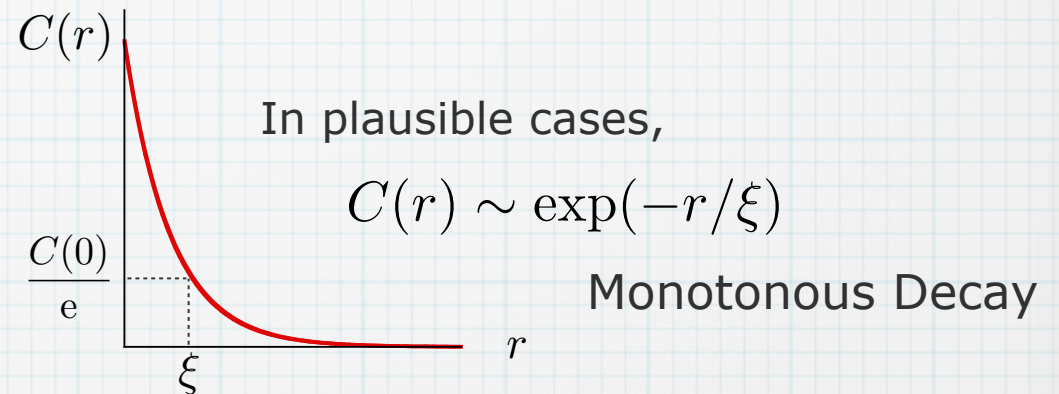 C(r)
In plausible cases,
C(r) ∼ exp(−r/ξ)
C(0)
e
Monotonous Decay
r
ξ